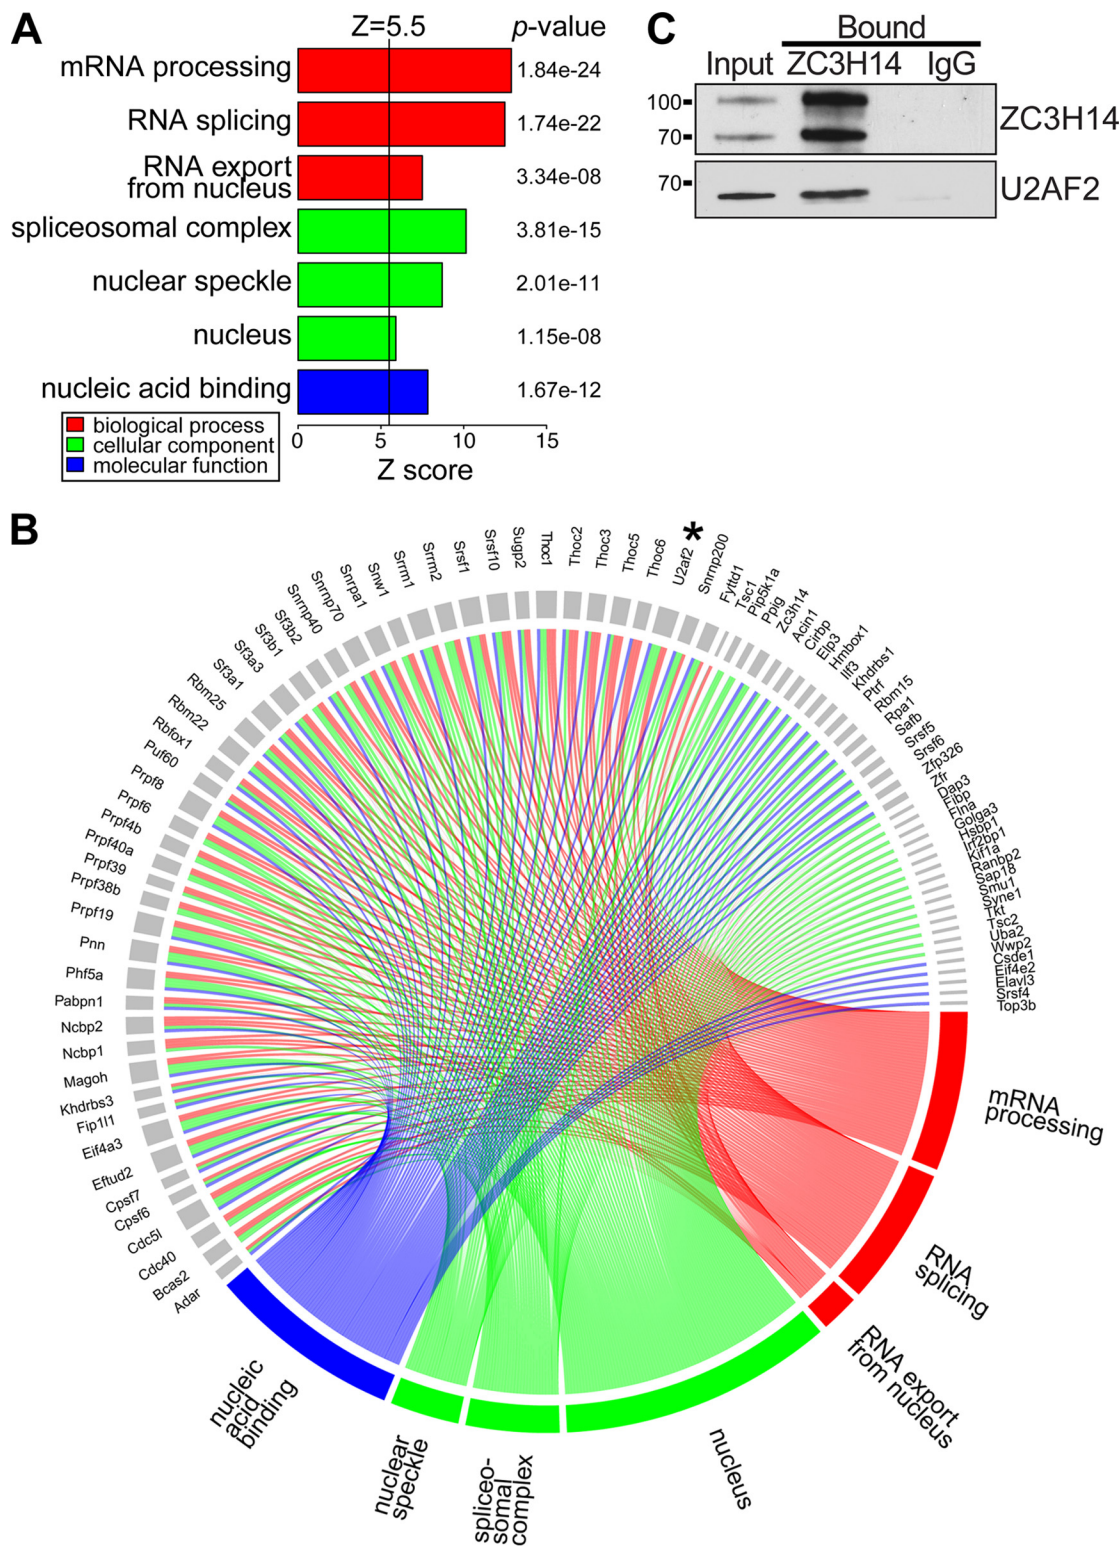 A
Z=5.5
p-value
mRNA processing
1.84e-24
RNA splicing
1.74e-22
RNA export
from nucleus
3.34e-08
spliceosomal complex
3.81e-15
nuclear speckle
2.01e-11
nucleus
1.15e-08
nucleic acid binding
1.67e-12
biological process
cellular component
molecular function
0
5
10
15
Z score
C
Bound
Input
ZC3H14
IgG
100
70
ZC3H14
70
U2AF2
B
Adar
Bcas2
Cdc40
Cdc5l
Cpsf6
Cpsf7
Eftud2
Eif4a3
Fip1l1
Khdrbs3
Magoh
Ncbp1
Ncbp2
Pabpn1
Phf5a
Pnn
Prpf19
Prpf38b
Prpf39
Prpf40a
Prpf4b
Prpf6
Prpf8
Puf60
Rbfox1
Rbm22
Rbm25
Sf3a1
Sf3a3
Sf3b1
Sf3b2
Snrnp40
Snrnp70
Snrpa1
Snw1
Srrm1
Srrm2
Srsf1
Srsf10
Sugp2
Thoc1
Thoc2
Thoc3
Thoc5
Thoc6
U2af2
*
Snrnp200
Fyttd1
Tsc1
Pip5k1a
Ppig
Zc3h14
Acin1
Cirbp
Elp3
Hmbox1
Ilf3
Khdrbs1
Ptrf
Rbm15
Rpa1
Safb
Srsf5
Srsf6
Zfp326
Zfr
Dap3
Fibp
Flna
Golga3
Hsbp1
Irf2bp1
Kif1a
Ranbp2
Sap18
Smu1
Syne1
Tkt
Tsc2
Uba2
Wwp2
Csde1
Eif4e2
Elavl3
Srsf4
Top3b
mRNA
processing
RNA
splicing
RNA export
from nucleus
nucleus
spliceo-
somal
complex
nuclear
speckle
nucleic
acid
binding